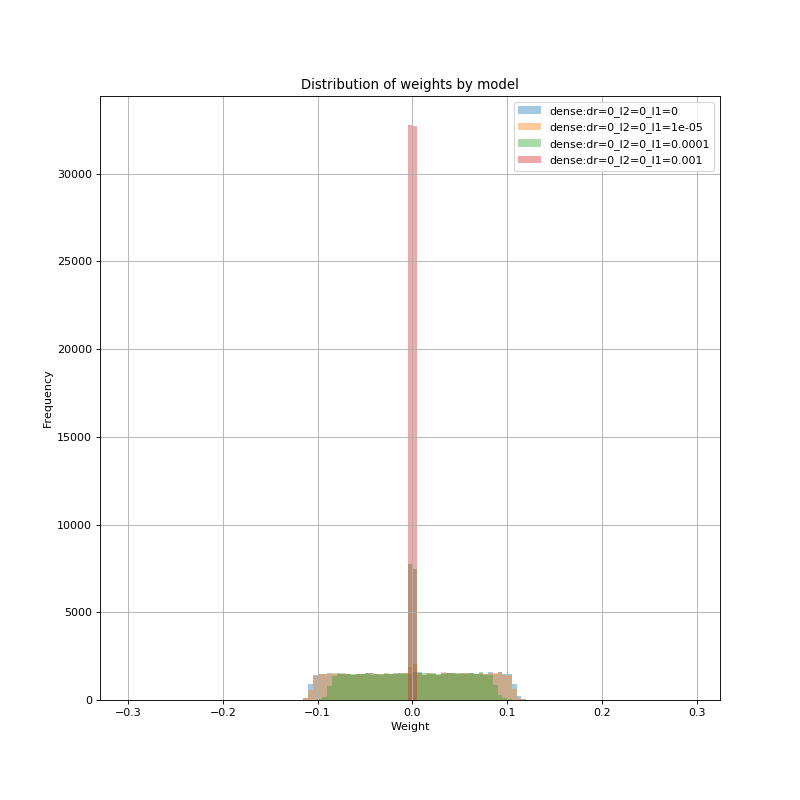 Distribution of weights by model
dense:dr=0_l2=0_l1=0
dense:dr=0_l2=0_l1=1e-05
dense:dr=0_l2=0_l1=0.0001
dense:dr=0_l2=0_l1=0.001
30000
25000
20000
15000
10000
5000
0
Frequency
−0.3 −0.2 −0.1 0.0 0.1 0.2 0.3
Weight